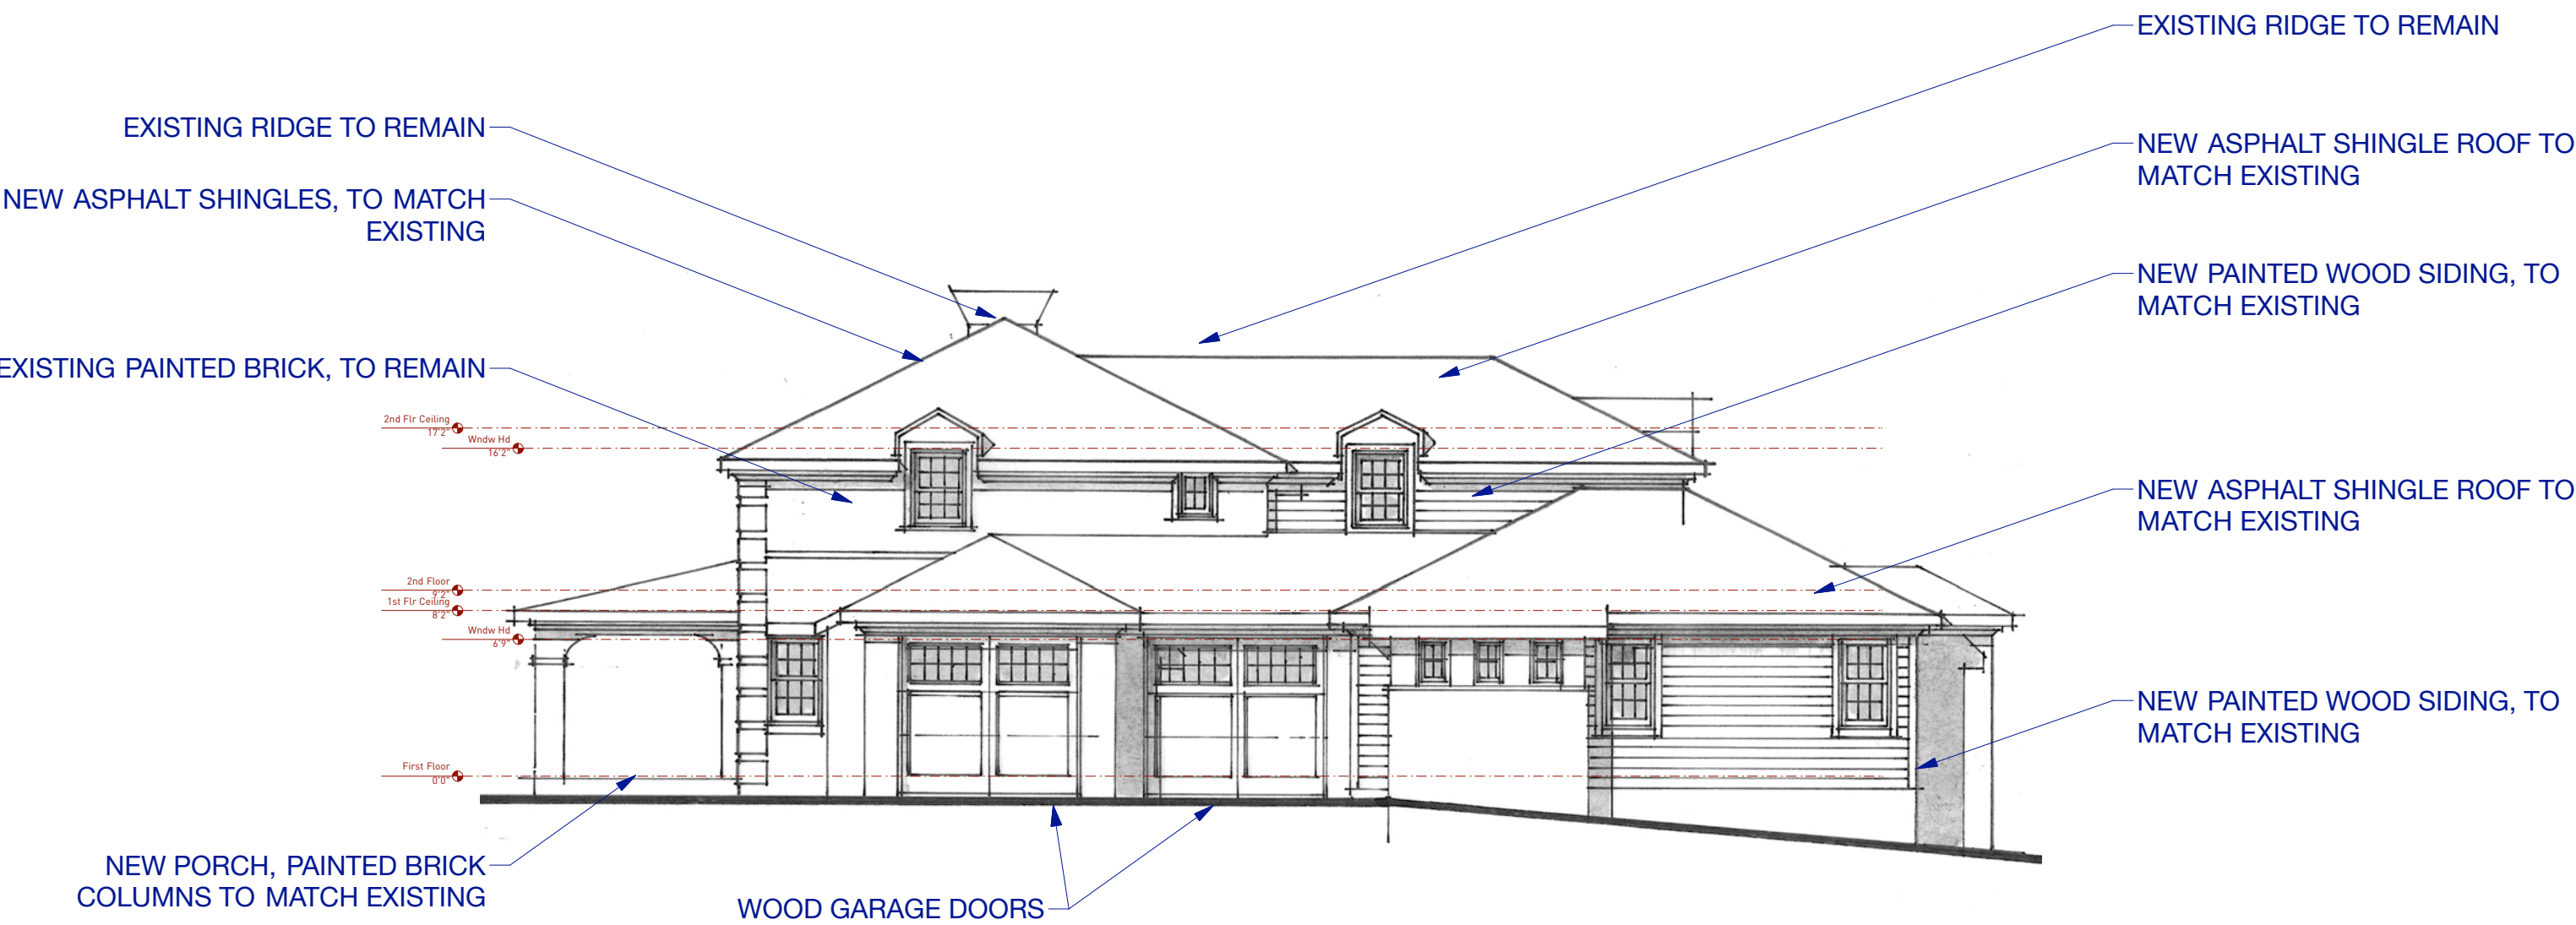 EXISTING RIDGE TO REMAIN
EXISTING RIDGE TO REMAIN
NEW ASPHALT SHINGLE ROOF TO
MATCH EXISTING
NEW ASPHALT SHINGLES, TO MATCH
EXISTING
NEW PAINTED WOOD SIDING, TO
MATCH EXISTING
EXISTING PAINTED BRICK, TO REMAIN
2nd Flr Ceiling
17'2"
Wndw Hd
16'2"
NEW ASPHALT SHINGLE ROOF TO
MATCH EXISTING
2nd Floor
9'2"
1st Flr Ceiling
8'2"
Wndw Hd
6'9"
NEW PAINTED WOOD SIDING, TO
MATCH EXISTING
First Floor
0'0"
NEW PORCH, PAINTED BRICK
COLUMNS TO MATCH EXISTING
WOOD GARAGE DOORS